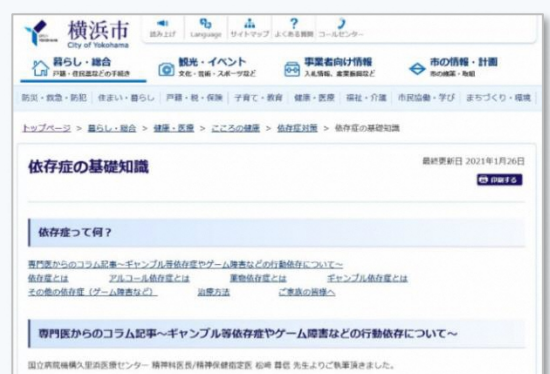 横浜市
City of Yokohama
読み上げ Language サイトマップ よくある質問 コールセンター
暮らし・総合
戸籍・住民票などの手続き
観光・イベント
文化・芸術・スポーツなど
事業者向け情報
入札情報、産業振興など
市の情報・計画
市の施策・取組
防災・救急・防犯 住まい・暮らし 戸籍・税・保険 子育て・教育 健康・医療 福祉・介護 市民協働・学び まちづくり・環境
トップページ > 暮らし・総合 > 健康・医療 > こころの健康 > 依存症対策 > 依存症の基礎知識
依存症の基礎知識
最終更新日 2021年1月26日
印刷する
依存症って何?
専門医からのコラム記事~ギャンブル等依存症やゲーム障害などの行動依存について~
依存症とは アルコール依存症とは 薬物依存症とは ギャンブル依存症とは
その他の依存症(ゲーム障害など) 治療方法 ご家族の皆様へ
専門医からのコラム記事~ギャンブル等依存症やゲーム障害などの行動依存について~
国立病院機構久里浜医療センター 精神科医長/精神保健指定医 松﨑 尊信 先生よりご執筆頂きました。